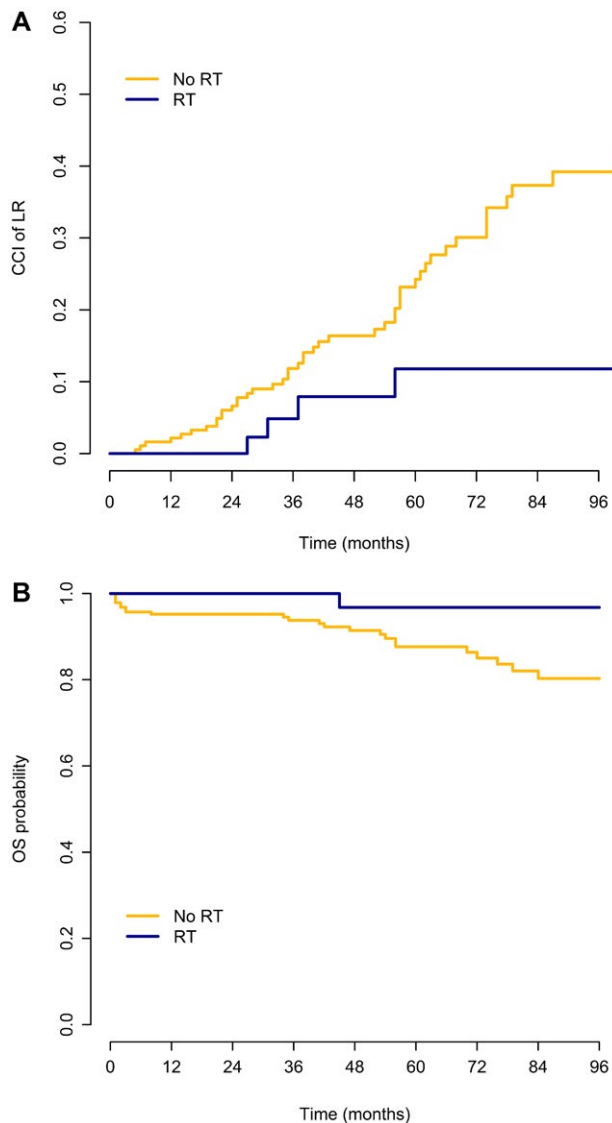 A
0.6
0.5
0.4
0.3
0.2
0.1
0.0
CCI of LR
No RT
RT
0 12 24 36 48 60 72 84 96
Time (months)
B
1.0
0.8
0.6
0.4
0.2
0.0
OS probability
No RT
RT
0 12 24 36 48 60 72 84 96
Time (months)